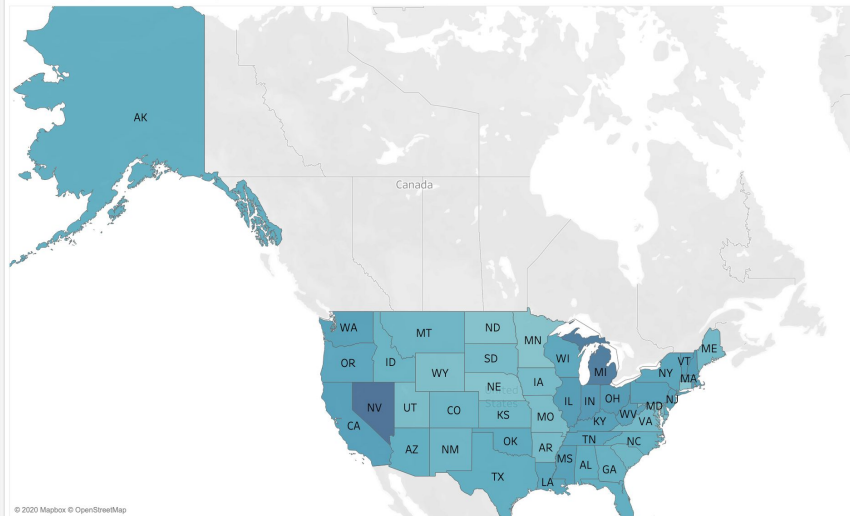 AK
Canada
WA
MT
ND
MN
ME
VT
OR
ID
SD
WI
NY
MA
WY
MI
IA
NE
United
States
NV
UT
CO
KS
MO
IL
IN
OH
WV
MD
NJ
CA
KY
VA
AZ
NM
OK
AR
TN
NC
TX
LA
MS
AL
GA
© 2020 Mapbox © OpenStreetMap